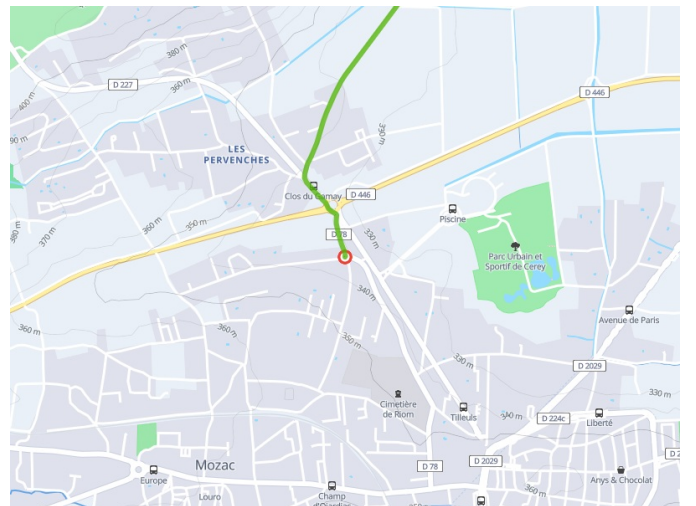 380 m
400 m
D 227
360 m
D 446
390 m
LES
PERVENCHES
Clos du Gamay
D 446
380 m
370 m
360 m
350 m
Piscine
D 78
330 m
Parc Urbain et
Sportif de Cerey
340 m
Avenue de Paris
360 m
360 m
350 m
330 m
D 2029
330 m
Cimetière
de Riom
Tilleuls
D 224c
Liberté
Mozac
Europe
Louro
D 78
D 2029
Champ
360 m
Anys & Chocolat